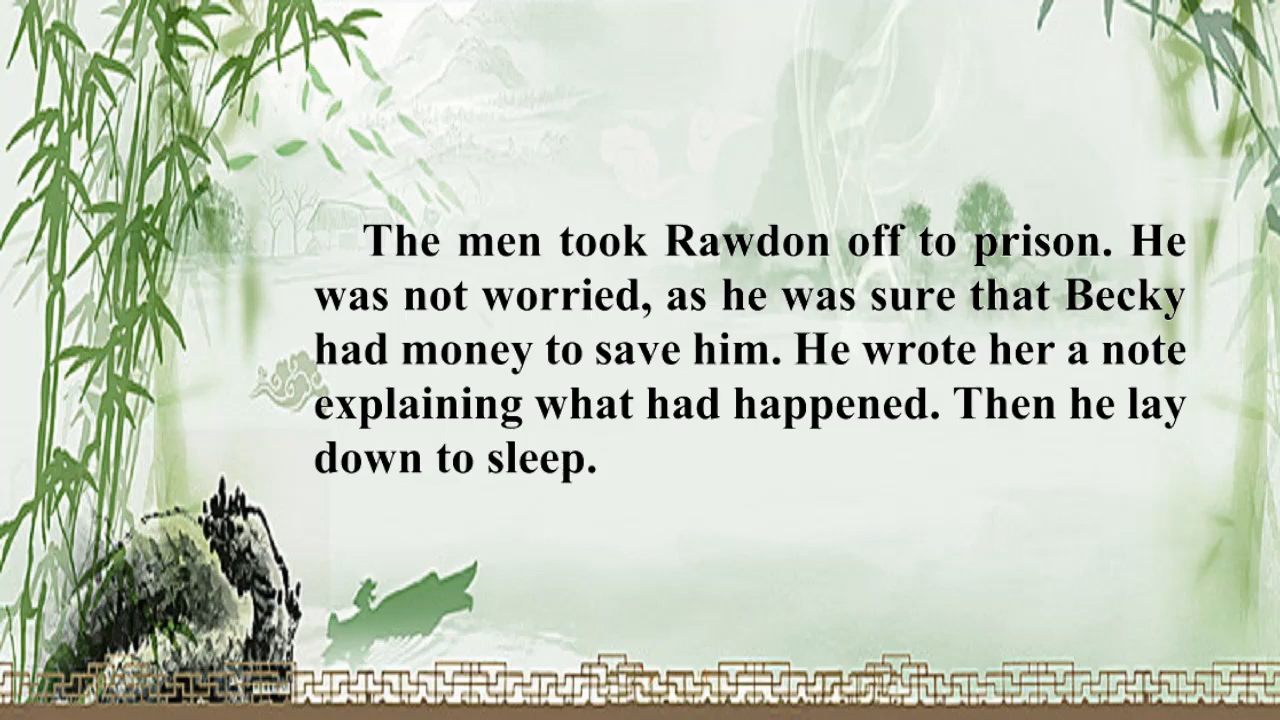 The men took Rawdon off to prison. He
was not worried, as he was sure that Becky
had money to save him. He wrote her a note
explaining what had happened. Then he lay
down to sleep.